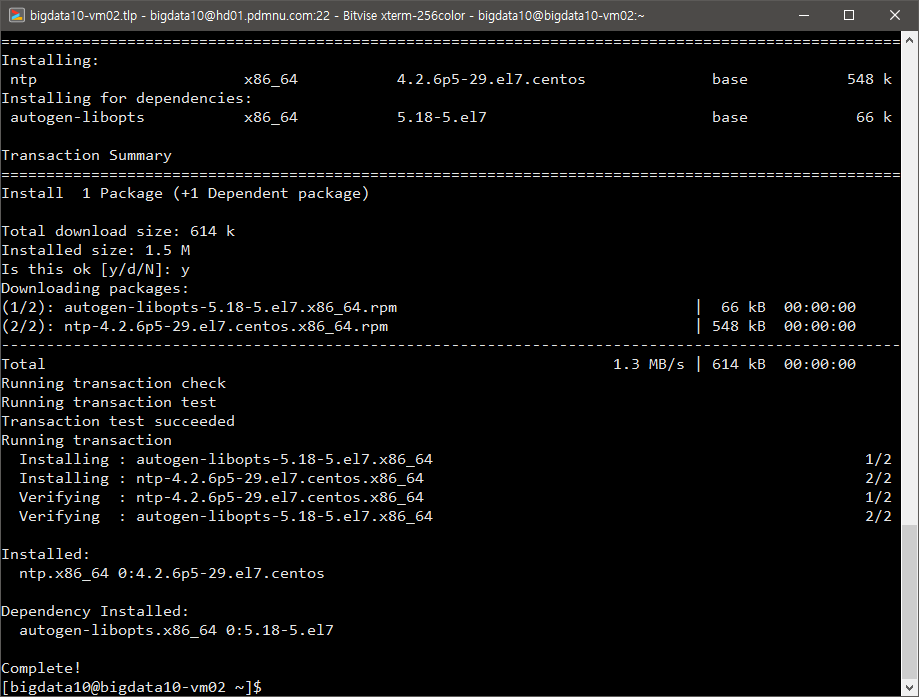 bigdata10-vm02.tlp - bigdata10@hd01.pdmnu.com:22 - Bitvise xterm-256color - bigdata10@bigdata10-vm02:~
====================================================================================================
Installing:
 ntp                       x86_64           4.2.6p5-29.el7.centos              base           548 k
Installing for dependencies:
 autogen-libopts           x86_64           5.18-5.el7                         base            66 k
Transaction Summary
====================================================================================================
Install  1 Package (+1 Dependent package)
Total download size: 614 k
Installed size: 1.5 M
Is this ok [y/d/N]: y
Downloading packages:
(1/2): autogen-libopts-5.18-5.el7.x86_64.rpm                                 |  66 kB  00:00:00
(2/2): ntp-4.2.6p5-29.el7.centos.x86_64.rpm                                  | 548 kB  00:00:00
----------------------------------------------------------------------------------------------------
Total                                                               1.3 MB/s | 614 kB  00:00:00
Running transaction check
Running transaction test
Transaction test succeeded
Running transaction
  Installing : autogen-libopts-5.18-5.el7.x86_64                                                1/2
  Installing : ntp-4.2.6p5-29.el7.centos.x86_64                                                 2/2
  Verifying  : ntp-4.2.6p5-29.el7.centos.x86_64                                                 1/2
  Verifying  : autogen-libopts-5.18-5.el7.x86_64                                                2/2
Installed:
  ntp.x86_64 0:4.2.6p5-29.el7.centos
Dependency Installed:
  autogen-libopts.x86_64 0:5.18-5.el7
Complete!
[bigdata10@bigdata10-vm02 ~]$